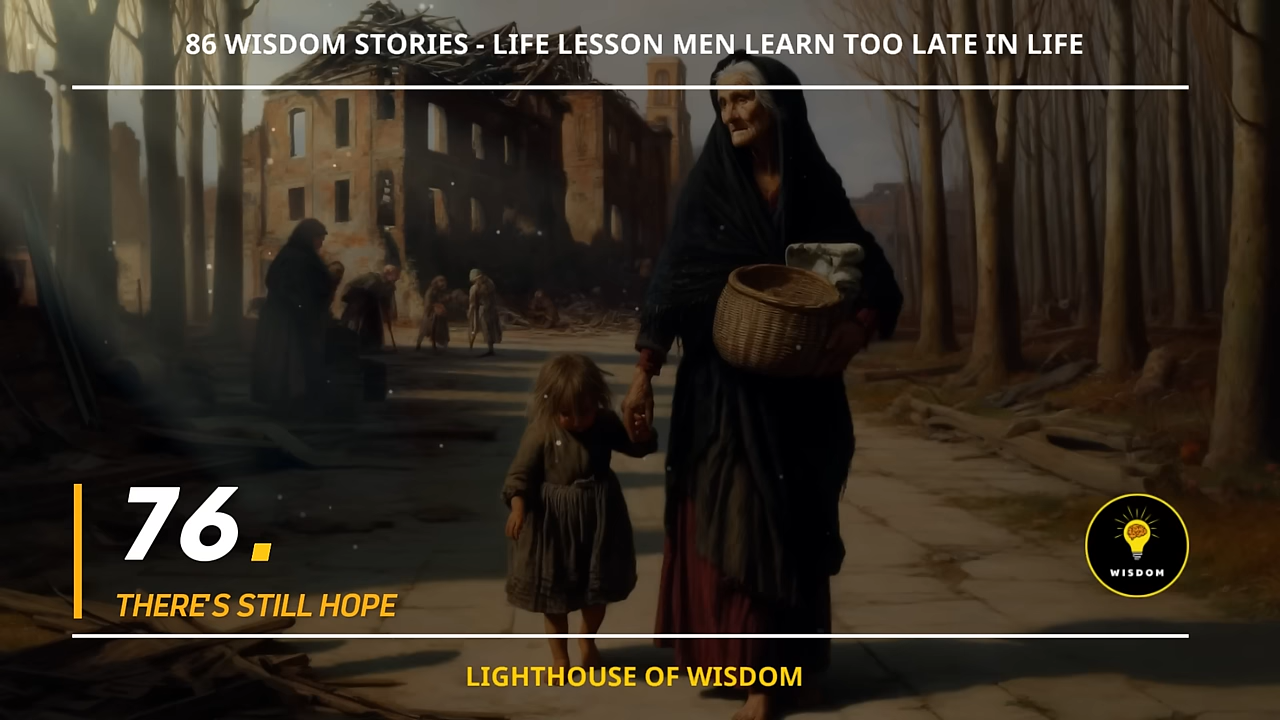 86 WISDOM STORIES - LIFE LESSON MEN LEARN TOO LATE IN LIFE
76.
THERE'S STILL HOPE
WISDOM
LIGHTHOUSE OF WISDOM